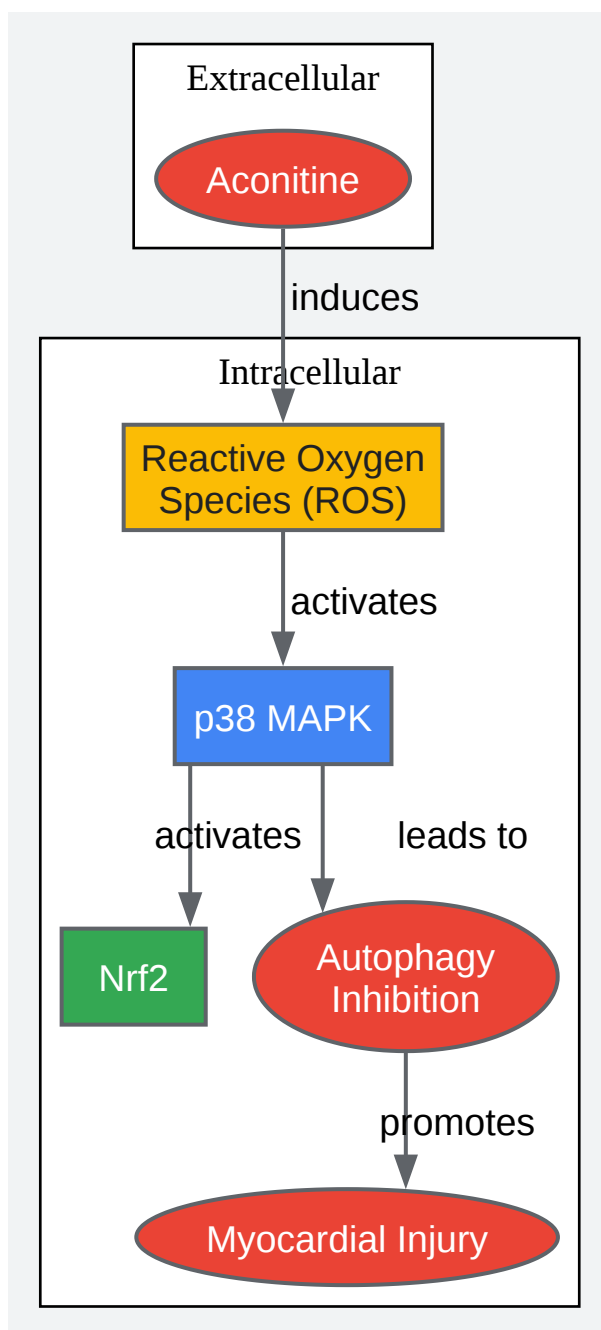 Extracellular
Aconitine
induces
Intracellular
Reactive Oxygen
Species (ROS)
activates
p38 MAPK
activates
leads to
Nrf2
Autophagy
Inhibition
promotes
Myocardial Injury